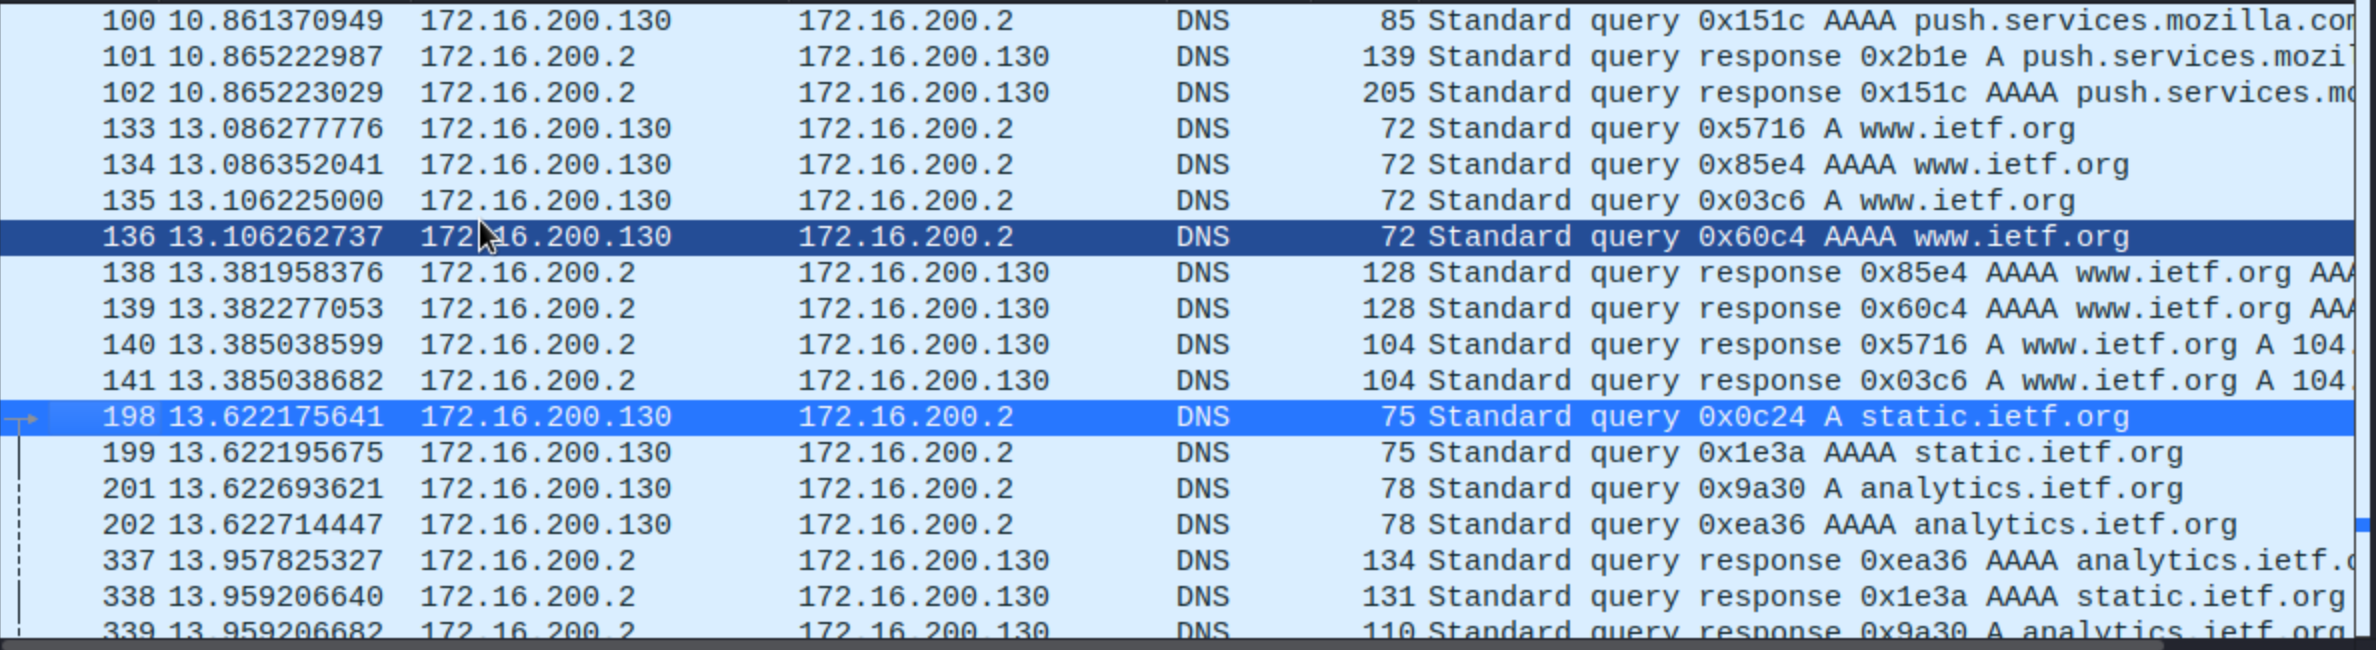 100 10.861370949 172.16.200.130 172.16.200.2 DNS 85 Standard query 0x151c AAAA push.services.mozilla.com
101 10.865222987 172.16.200.2 172.16.200.130 DNS 139 Standard query response 0x2b1e A push.services.mozil
102 10.865223029 172.16.200.2 172.16.200.130 DNS 205 Standard query response 0x151c AAAA push.services.mo
133 13.086277776 172.16.200.130 172.16.200.2 DNS 72 Standard query 0x5716 A www.ietf.org
134 13.086352041 172.16.200.130 172.16.200.2 DNS 72 Standard query 0x85e4 AAAA www.ietf.org
135 13.106225000 172.16.200.130 172.16.200.2 DNS 72 Standard query 0x03c6 A www.ietf.org
136 13.106262737 172.16.200.130 172.16.200.2 DNS 72 Standard query 0x60c4 AAAA www.ietf.org
138 13.381958376 172.16.200.2 172.16.200.130 DNS 128 Standard query response 0x85e4 AAAA www.ietf.org AAA
139 13.382277053 172.16.200.2 172.16.200.130 DNS 128 Standard query response 0x60c4 AAAA www.ietf.org AAA
140 13.385038599 172.16.200.2 172.16.200.130 DNS 104 Standard query response 0x5716 A www.ietf.org A 104.
141 13.385038682 172.16.200.2 172.16.200.130 DNS 104 Standard query response 0x03c6 A www.ietf.org A 104.
198 13.622175641 172.16.200.130 172.16.200.2 DNS 75 Standard query 0x0c24 A static.ietf.org
199 13.622195675 172.16.200.130 172.16.200.2 DNS 75 Standard query 0x1e3a AAAA static.ietf.org
201 13.622693621 172.16.200.130 172.16.200.2 DNS 78 Standard query 0x9a30 A analytics.ietf.org
202 13.622714447 172.16.200.130 172.16.200.2 DNS 78 Standard query 0xea36 AAAA analytics.ietf.org
337 13.957825327 172.16.200.2 172.16.200.130 DNS 134 Standard query response 0xea36 AAAA analytics.ietf.o
338 13.959206640 172.16.200.2 172.16.200.130 DNS 131 Standard query response 0x1e3a AAAA static.ietf.org
339 13.959206682 172.16.200.2 172.16.200.130 DNS 110 Standard query response 0x9a30 A analytics.ietf.org